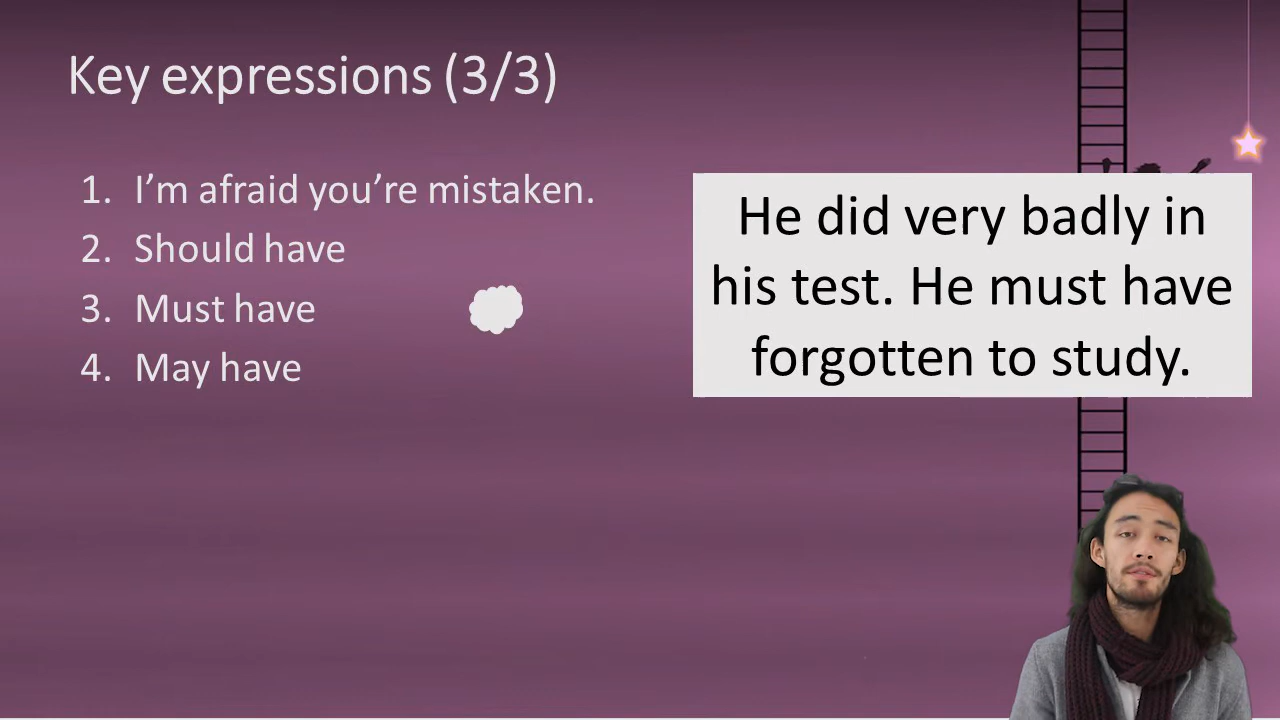 Key expressions (3/3)
1. I’m afraid you’re mistaken.
2. Should have
3. Must have
4. May have
He did very badly in
his test. He must have
forgotten to study.